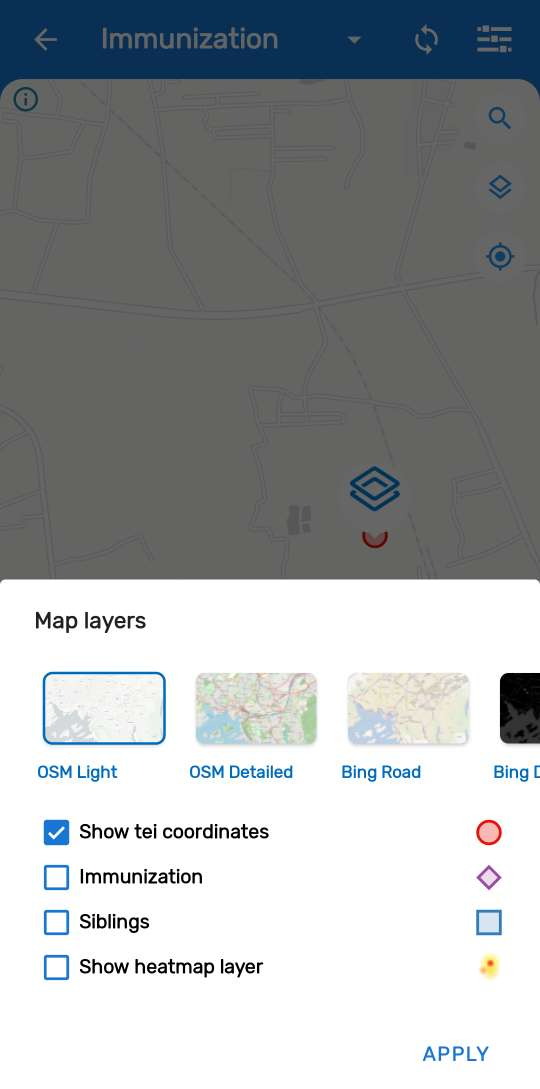 Immunization
Map layers
OSM Light
OSM Detailed
Bing Road
Bing D
Show tei coordinates
Immunization
Siblings
Show heatmap layer
APPLY